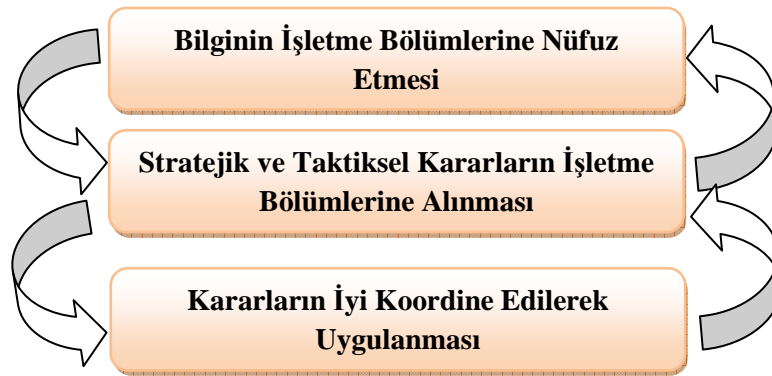 Bilginin İşletme Bölümlerine Nüfuz
Etmesi
Stratejik ve Taktiksel Kararların İşletme
Bölümlerine Alınması
Kararların İyi Koordine Edilerek
Uygulanması